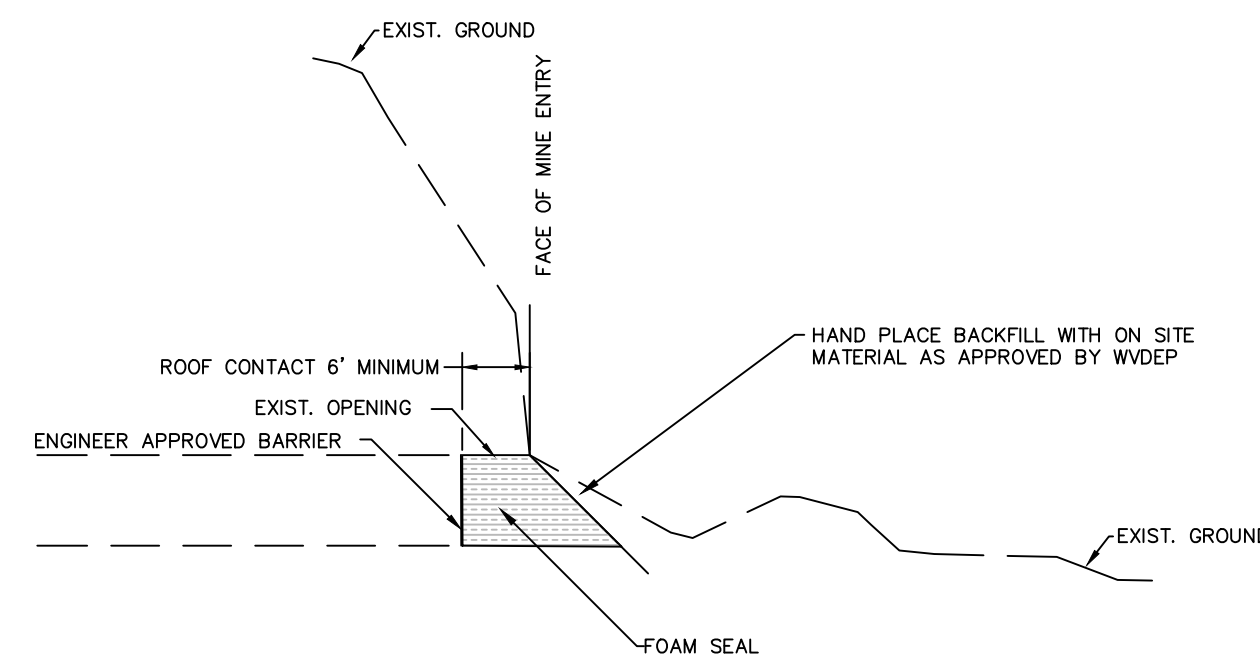 EXIST. GROUND
FACE OF MINE ENTRY
HAND PLACE BACKFILL WITH ON SITE
MATERIAL AS APPROVED BY WVDEP
ROOF CONTACT 6' MINIMUM
EXIST. OPENING
ENGINEER APPROVED BARRIER
EXIST. GROUND
FOAM SEAL